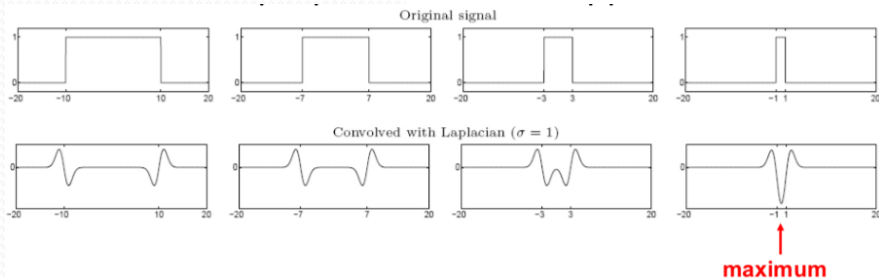 Original signal
1 1 1 1
0 0 0 0
−20 −10 10 20 −20 −7 7 20 −20 −3 3 20 −20 −1 1 20
Convolved with Laplacian (σ = 1)
0 0 0 0
−20 −10 10 20 −20 −7 7 20 −20 −3 3 20 −20 −1 1 20
maximum